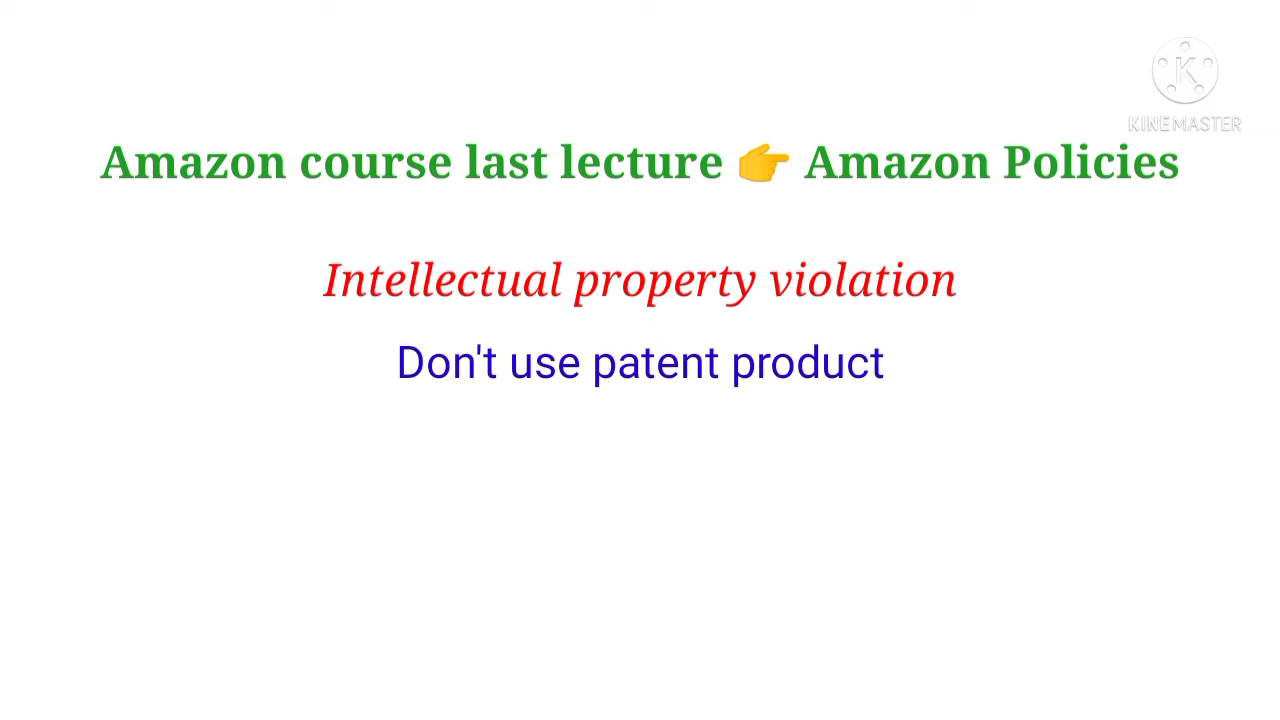 K
KINEMASTER
Amazon course last lecture 👉 Amazon Policies
Intellectual property violation
Don't use patent product